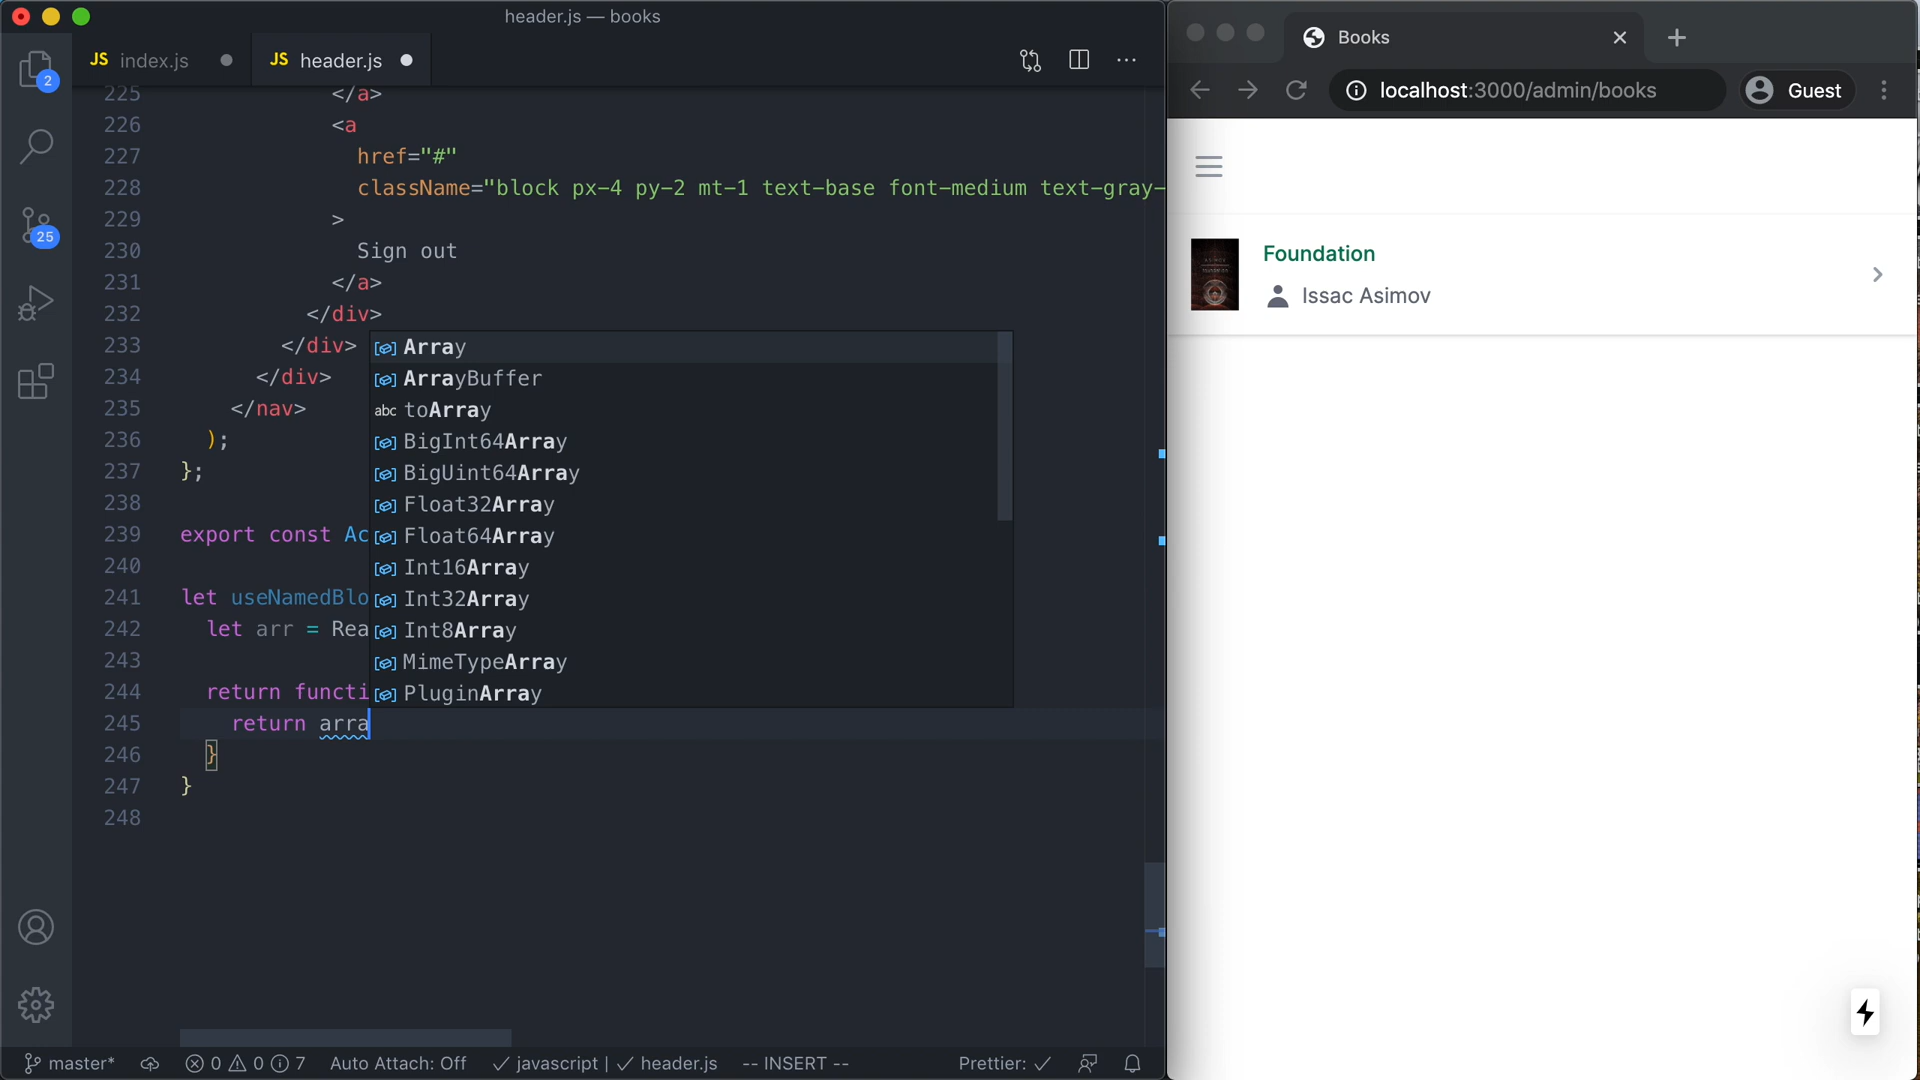 header.js — books
JS index.js
JS header.js
225 </a>
226 <a
227 href="#"
228 className="block px-4 py-2 mt-1 text-base font-medium text-gray-
229 >
230 Sign out
231 </a>
232 </div>
233 </div>
234 </div>
235 </nav>
236 );
237 };
238
239 export const Ac
240
241 let useNamedBlo
242 let arr = Rea
243
244 return functi
245 return arra
246 }
247 }
248
Array
ArrayBuffer
abc toArray
BigInt64Array
BigUint64Array
Float32Array
Float64Array
Int16Array
Int32Array
Int8Array
MimeTypeArray
PluginArray
2
25
master* 0 0 7 Auto Attach: Off ✓ javascript | ✓ header.js -- INSERT -- Prettier: ✓
Books
localhost:3000/admin/books
Guest
Foundation
Issac Asimov